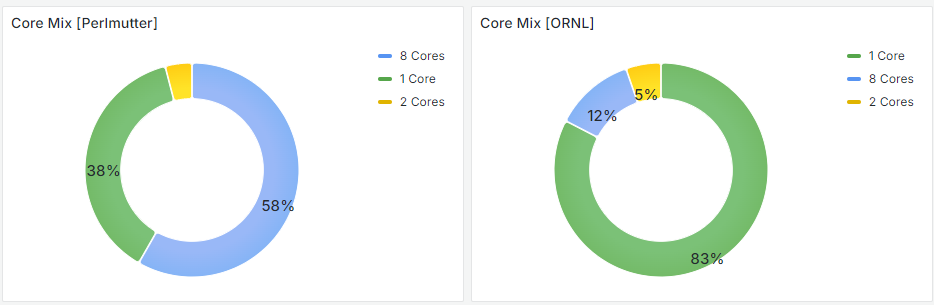 Core Mix [Perlmutter]
8 Cores
1 Core
2 Cores
38%
58%
Core Mix [ORNL]
1 Core
8 Cores
2 Cores
5%
12%
83%